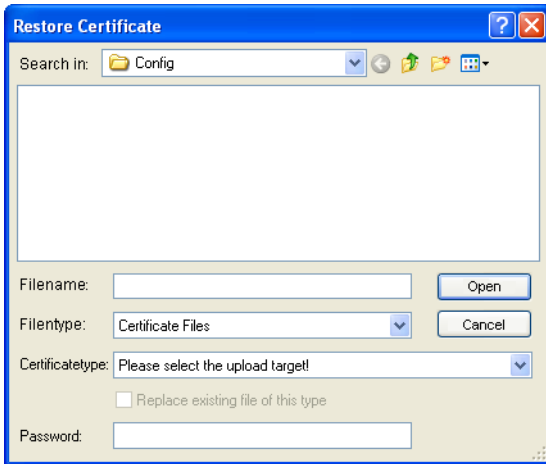 Restore Certificate
Search in: Config
Filename: Open
Filentype: Certificate Files Cancel
Certificatetype: Please select the upload target!
Replace existing file of this type
Password: